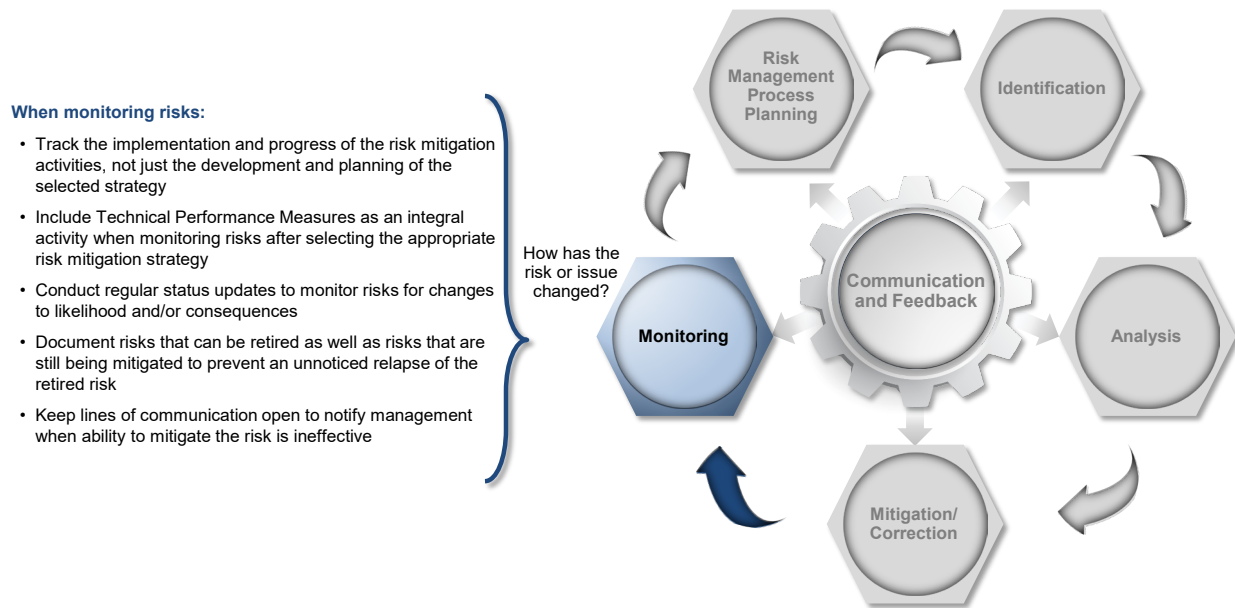 When monitoring risks:
• Track the implementation and progress of the risk mitigation
activities, not just the development and planning of the
selected strategy
• Include Technical Performance Measures as an integral
activity when monitoring risks after selecting the appropriate
risk mitigation strategy
• Conduct regular status updates to monitor risks for changes
to likelihood and/or consequences
• Document risks that can be retired as well as risks that are
still being mitigated to prevent an unnoticed relapse of the
retired risk
• Keep lines of communication open to notify management
when ability to mitigate the risk is ineffective
How has the
risk or issue
changed?
Risk
Management
Process
Planning
Identification
Communication
and Feedback
Monitoring
Analysis
Mitigation/
Correction